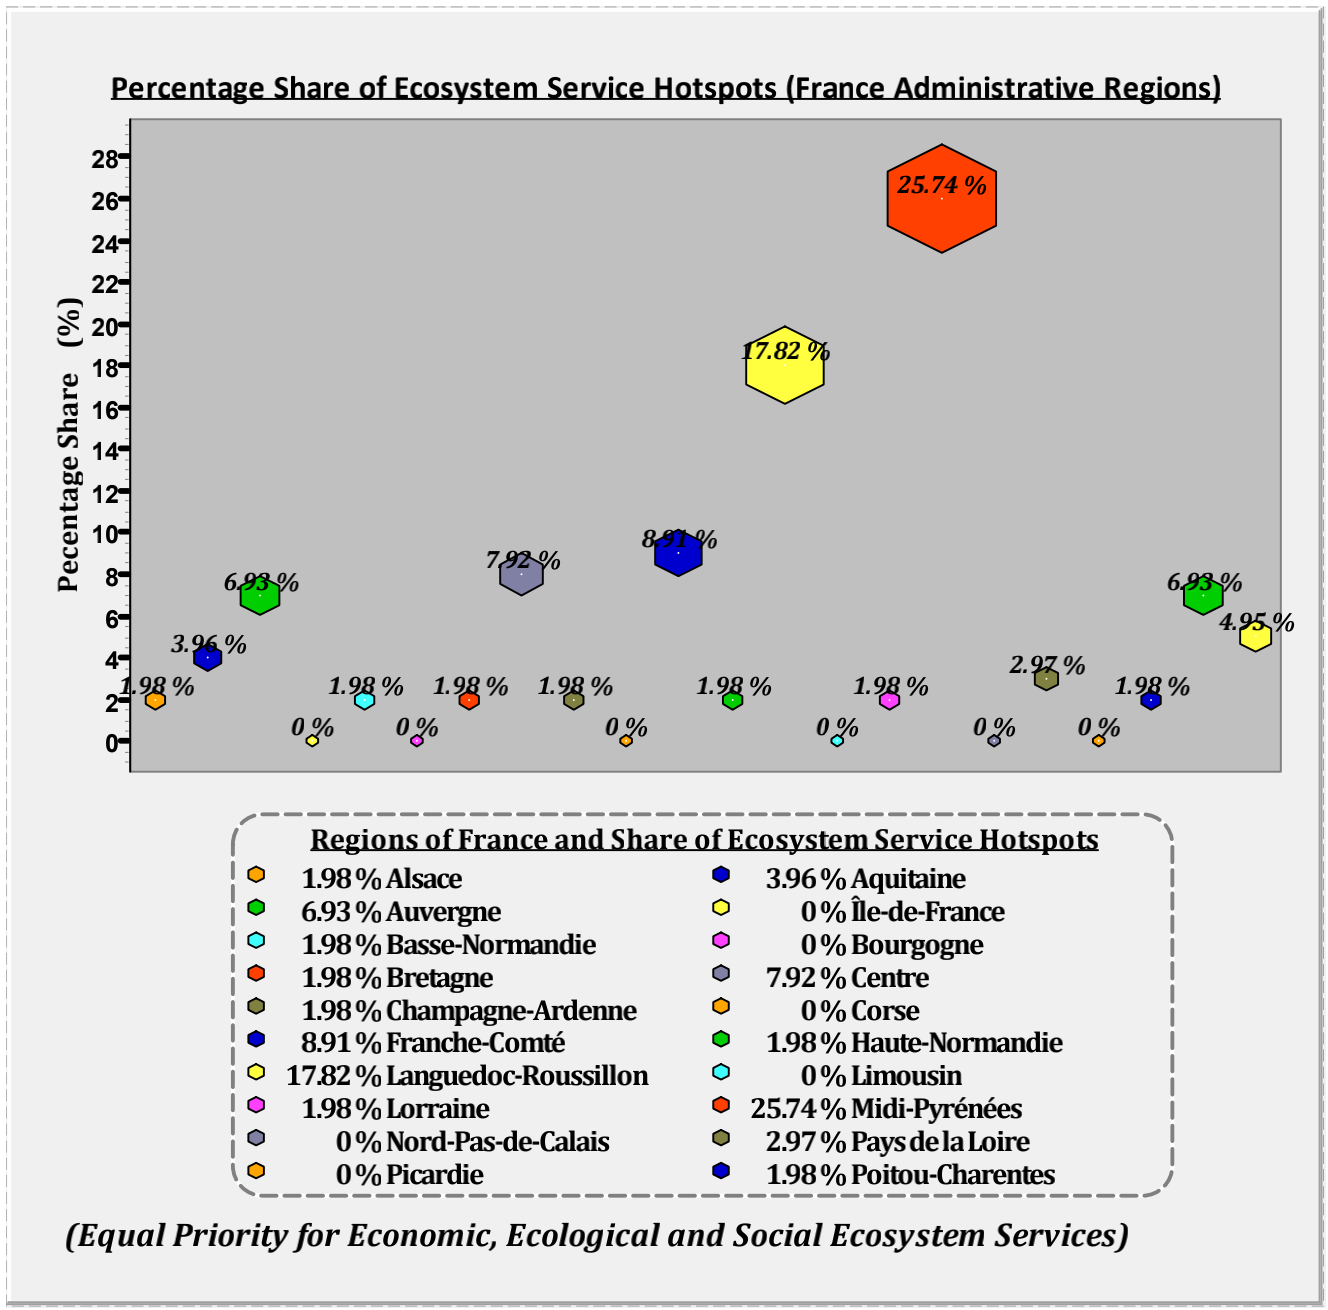 Percentage Share of Ecosystem Service Hotspots (France Administrative Regions)
Pecentage Share (%)
28
26
24
22
20
18
16
14
12
10
8
6
4
2
0
1.98 %
3.96 %
6.93 %
0 %
1.98 %
0 %
1.98 %
7.92 %
1.98 %
0 %
8.91 %
1.98 %
17.82 %
0 %
1.98 %
25.74 %
0 %
2.97 %
0 %
1.98 %
6.93 %
4.95 %
Regions of France and Share of Ecosystem Service Hotspots
1.98 % Alsace
3.96 % Aquitaine
6.93 % Auvergne
0 % Île-de-France
1.98 % Basse-Normandie
0 % Bourgogne
1.98 % Bretagne
7.92 % Centre
1.98 % Champagne-Ardenne
0 % Corse
8.91 % Franche-Comté
1.98 % Haute-Normandie
17.82 % Languedoc-Roussillon
0 % Limousin
1.98 % Lorraine
25.74 % Midi-Pyrénées
0 % Nord-Pas-de-Calais
2.97 % Pays de la Loire
0 % Picardie
1.98 % Poitou-Charentes
(Equal Priority for Economic, Ecological and Social Ecosystem Services)